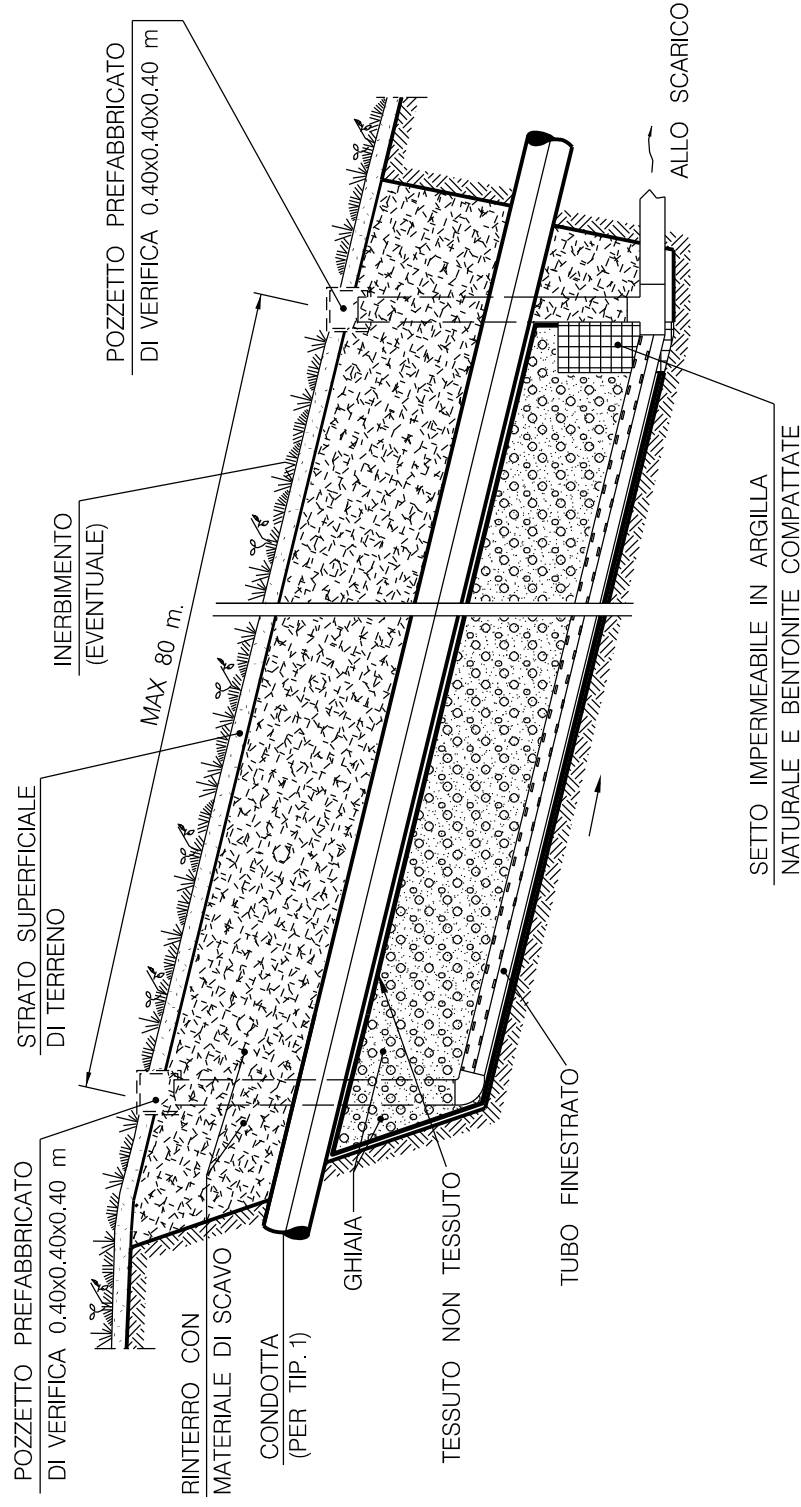 POZZETTO PREFABBRICATO
DI VERIFICA 0.40x0.40x0.40 m
STRATO SUPERFICIALE
DI TERRENO
INERBIMENTO
(EVENTUALE)
POZZETTO PREFABBRICATO
DI VERIFICA 0.40x0.40x0.40 m
MAX 80 m.
RINTERRO CON
MATERIALE DI SCAVO
CONDOTTA
(PER TIP. 1)
GHIAIA
TESSUTO NON TESSUTO
TUBO FINESTRATO
SETTO IMPERMEABILE IN ARGILLA
NATURALE E BENTONITE COMPATTATE
ALLO SCARICO